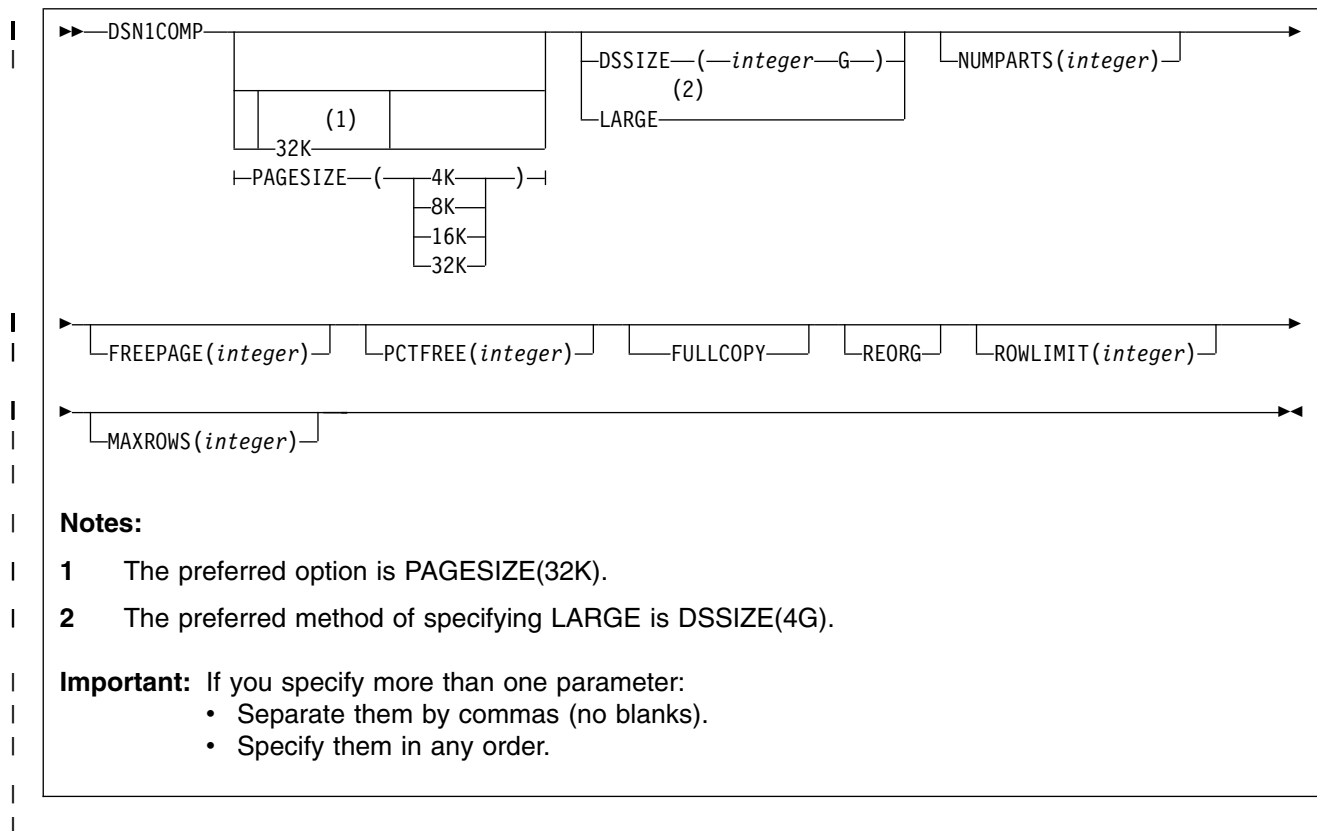 DSN1COMP
(1)
32K
PAGESIZE ( 4K )
8K
16K
32K
DSSIZE ( integer G )
(2)
LARGE
NUMPARTS(integer)
FREEPAGE(integer) PCTFREE(integer) FULLCOPY REORG ROWLIMIT(integer)
MAXROWS(integer)
Notes:
1 The preferred option is PAGESIZE(32K).
2 The preferred method of specifying LARGE is DSSIZE(4G).
Important: If you specify more than one parameter:
• Separate them by commas (no blanks).
• Specify them in any order.